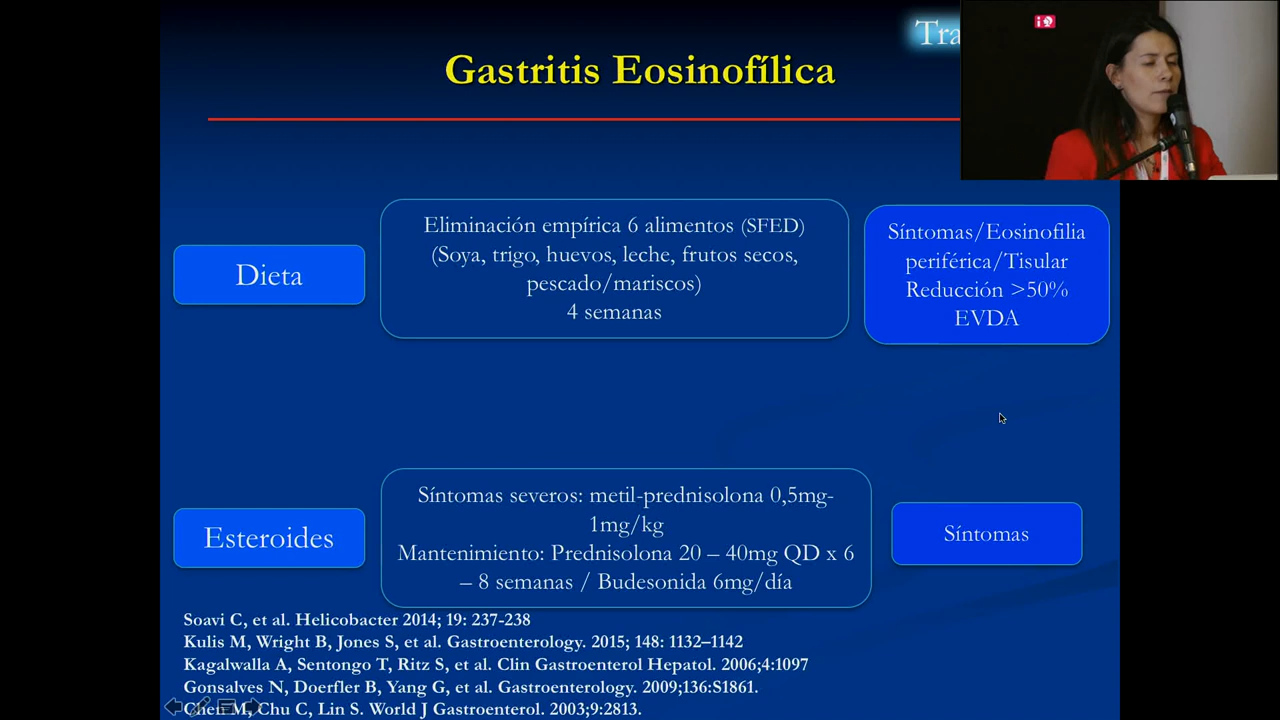 Tra
Gastritis Eosinofílica
Dieta
Eliminación empírica 6 alimentos (SFED)
(Soya, trigo, huevos, leche, frutos secos,
pescado/mariscos)
4 semanas
Síntomas/Eosinofilia
periférica/Tisular
Reducción >50%
EVDA
Esteroides
Síntomas severos: metil-prednisolona 0,5mg-
1mg/kg
Mantenimiento: Prednisolona 20 – 40mg QD x 6
– 8 semanas / Budesonida 6mg/día
Síntomas
Soavi C, et al. Helicobacter 2014; 19: 237-238
Kulis M, Wright B, Jones S, et al. Gastroenterology. 2015; 148: 1132–1142
Kagalwalla A, Sentongo T, Ritz S, et al. Clin Gastroenterol Hepatol. 2006;4:1097
Gonsalves N, Doerfler B, Yang G, et al. Gastroenterology. 2009;136:S1861.
Chen M, Chu C, Lin S. World J Gastroenterol. 2003;9:2813.